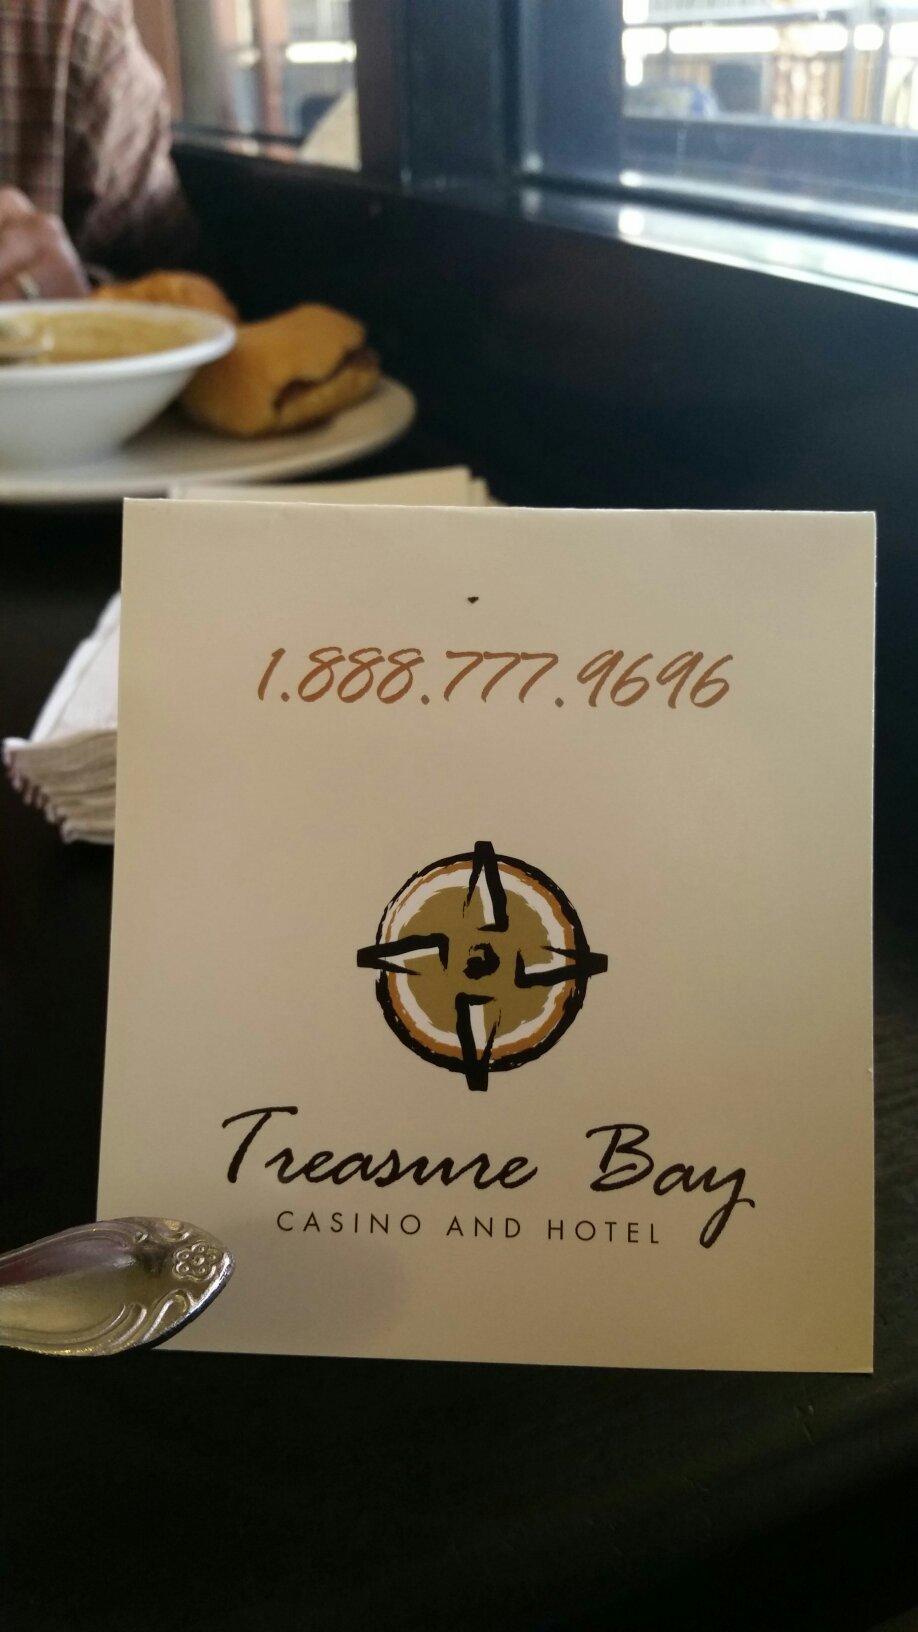 1.888.777.9696
Treasure Bay
CASINO AND HOTEL